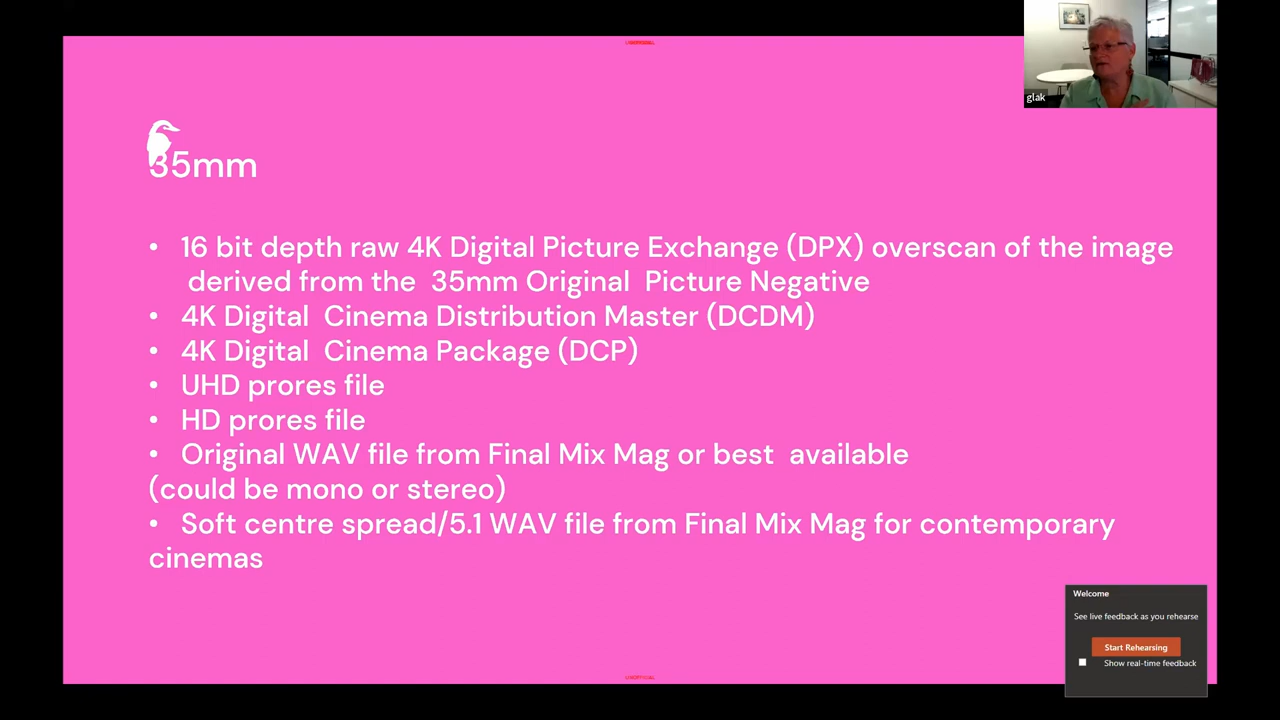 glak
35mm
• 16 bit depth raw 4K Digital Picture Exchange (DPX) overscan of the image
derived from the 35mm Original Picture Negative
• 4K Digital Cinema Distribution Master (DCDM)
• 4K Digital Cinema Package (DCP)
• UHD prores file
• HD prores file
• Original WAV file from Final Mix Mag or best available
(could be mono or stereo)
• Soft centre spread/5.1 WAV file from Final Mix Mag for contemporary
cinemas
Welcome
See live feedback as you rehearse
Start Rehearsing
Show real-time feedback